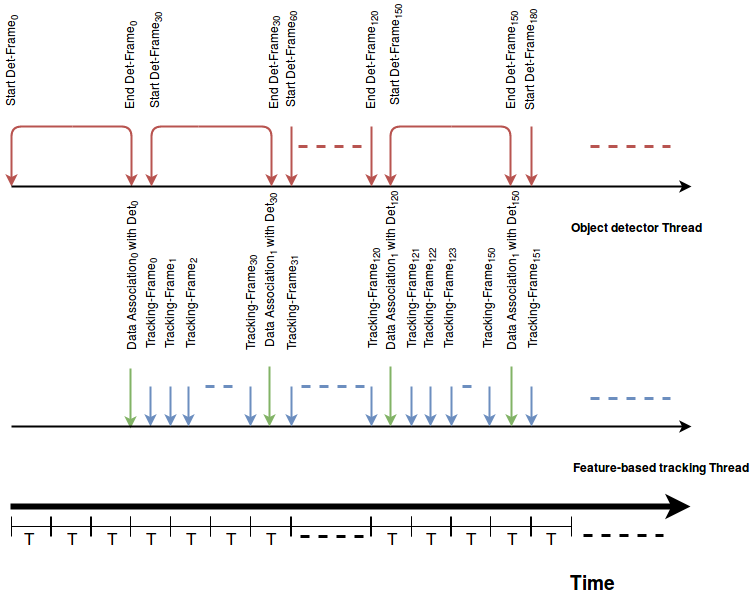 Start Det-Frame0
End Det-Frame0
Start Det-Frame30
End Det-Frame30
Start Det-Frame60
End Det-Frame120
Start Det-Frame150
End Det-Frame150
Start Det-Frame180
Object detector Thread
Data Association0 with Det0
Tracking-Frame0
Tracking-Frame1
Tracking-Frame2
Tracking-Frame30
Data Association1 with Det30
Tracking-Frame31
Tracking-Frame120
Data Association1 with Det120
Tracking-Frame121
Tracking-Frame122
Tracking-Frame123
Tracking-Frame150
Data Association1 with Det150
Tracking-Frame151
Feature-based tracking Thread
T T T T T T T T T T T T
Time